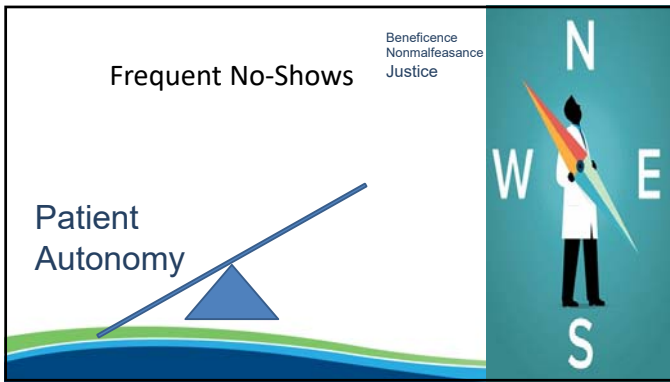 Beneficence
Nonmalfeasance
Justice
Frequent No-Shows
Patient
Autonomy
N
W
E
S